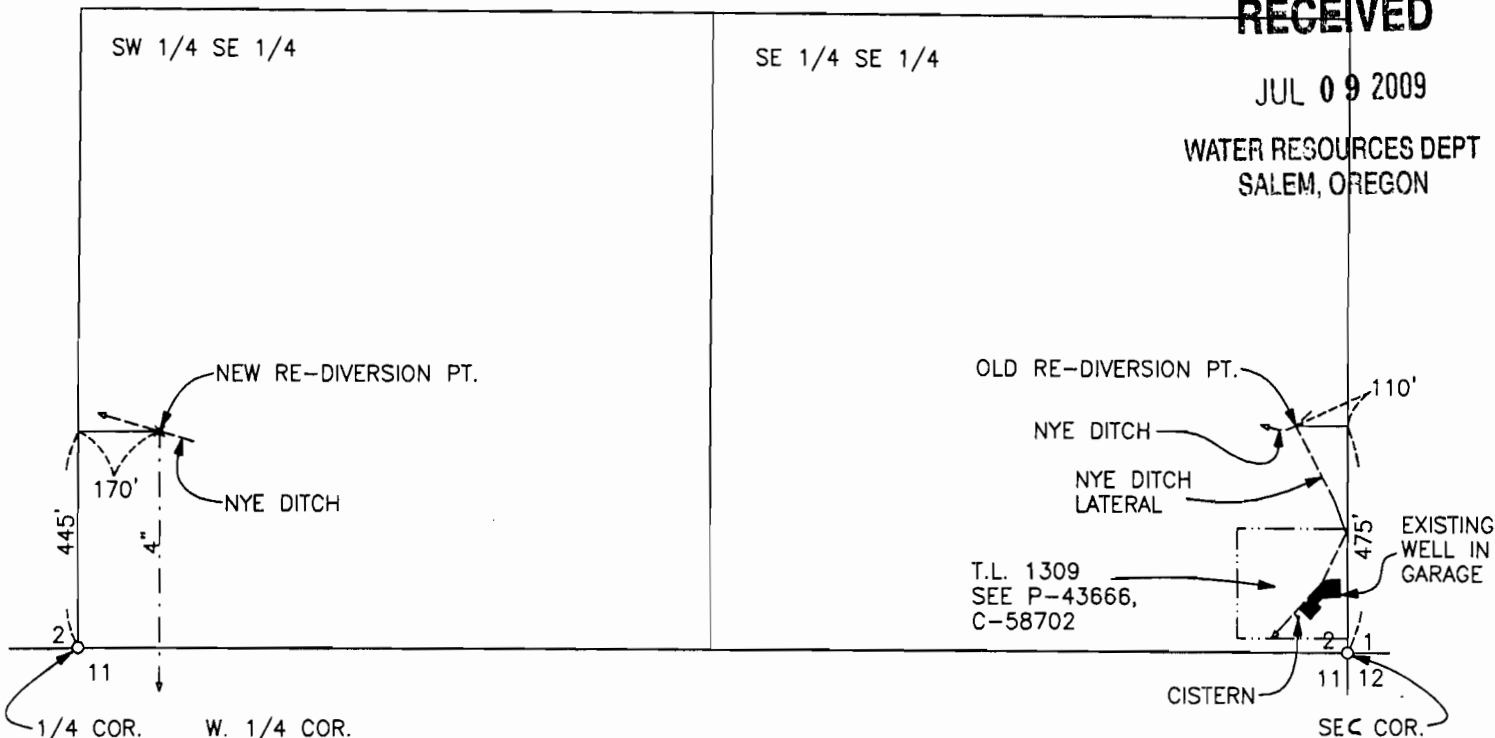 RECEIVED
SW 1/4 SE 1/4
SE 1/4 SE 1/4
JUL 09 2009
WATER RESOURCES DEPT
SALEM, OREGON
NEW RE-DIVERSION PT.
OLD RE-DIVERSION PT.
110'
NYE DITCH
170'
NYE DITCH
NYE DITCH
LATERAL
445'
4"
475'
EXISTING
WELL IN
GARAGE
T.L. 1309
SEE P-43666,
C-58702
2
11
2
1
11
12
CISTERN
1/4 COR.
W. 1/4 COR.
SEC COR.